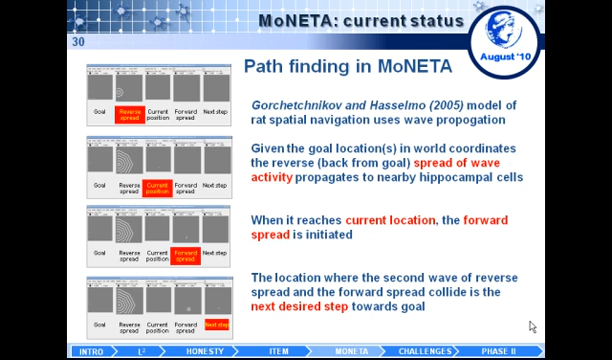 MoNETA: current status
30
August '10
Path finding in MoNETA
Goal Reverse spread Current position Forward spread Next step
Gorchetchnikov and Hasselmo (2005) model of
rat spatial navigation uses wave propogation
Goal Reverse spread Current position Forward spread Next step
Given the goal location(s) in world coordinates
the reverse (back from goal) spread of wave
activity propagates to nearby hippocampal cells
Goal Reverse spread Current position Forward spread Next step
When it reaches current location, the forward
spread is initiated
Goal Reverse spread Current position Forward spread Next step
The location where the second wave of reverse
spread and the forward spread collide is the
next desired step towards goal
INTRO L² HONESTY ITEM MONETA CHALLENGES PHASE II